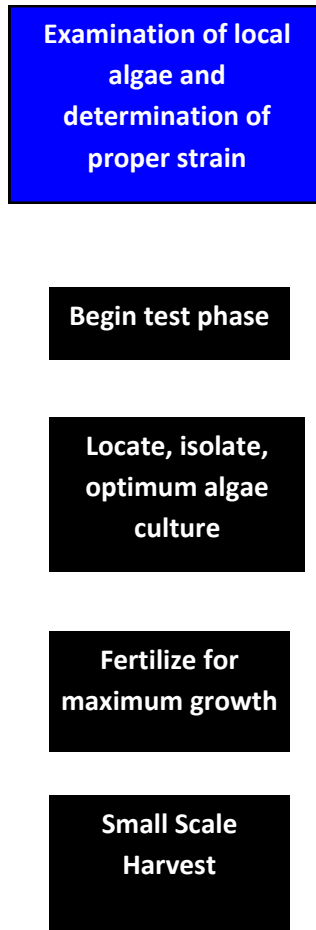 Examination of local
algae and
determination of
proper strain
Begin test phase
Locate, isolate,
optimum algae
culture
Fertilize for
maximum growth
Small Scale
Harvest